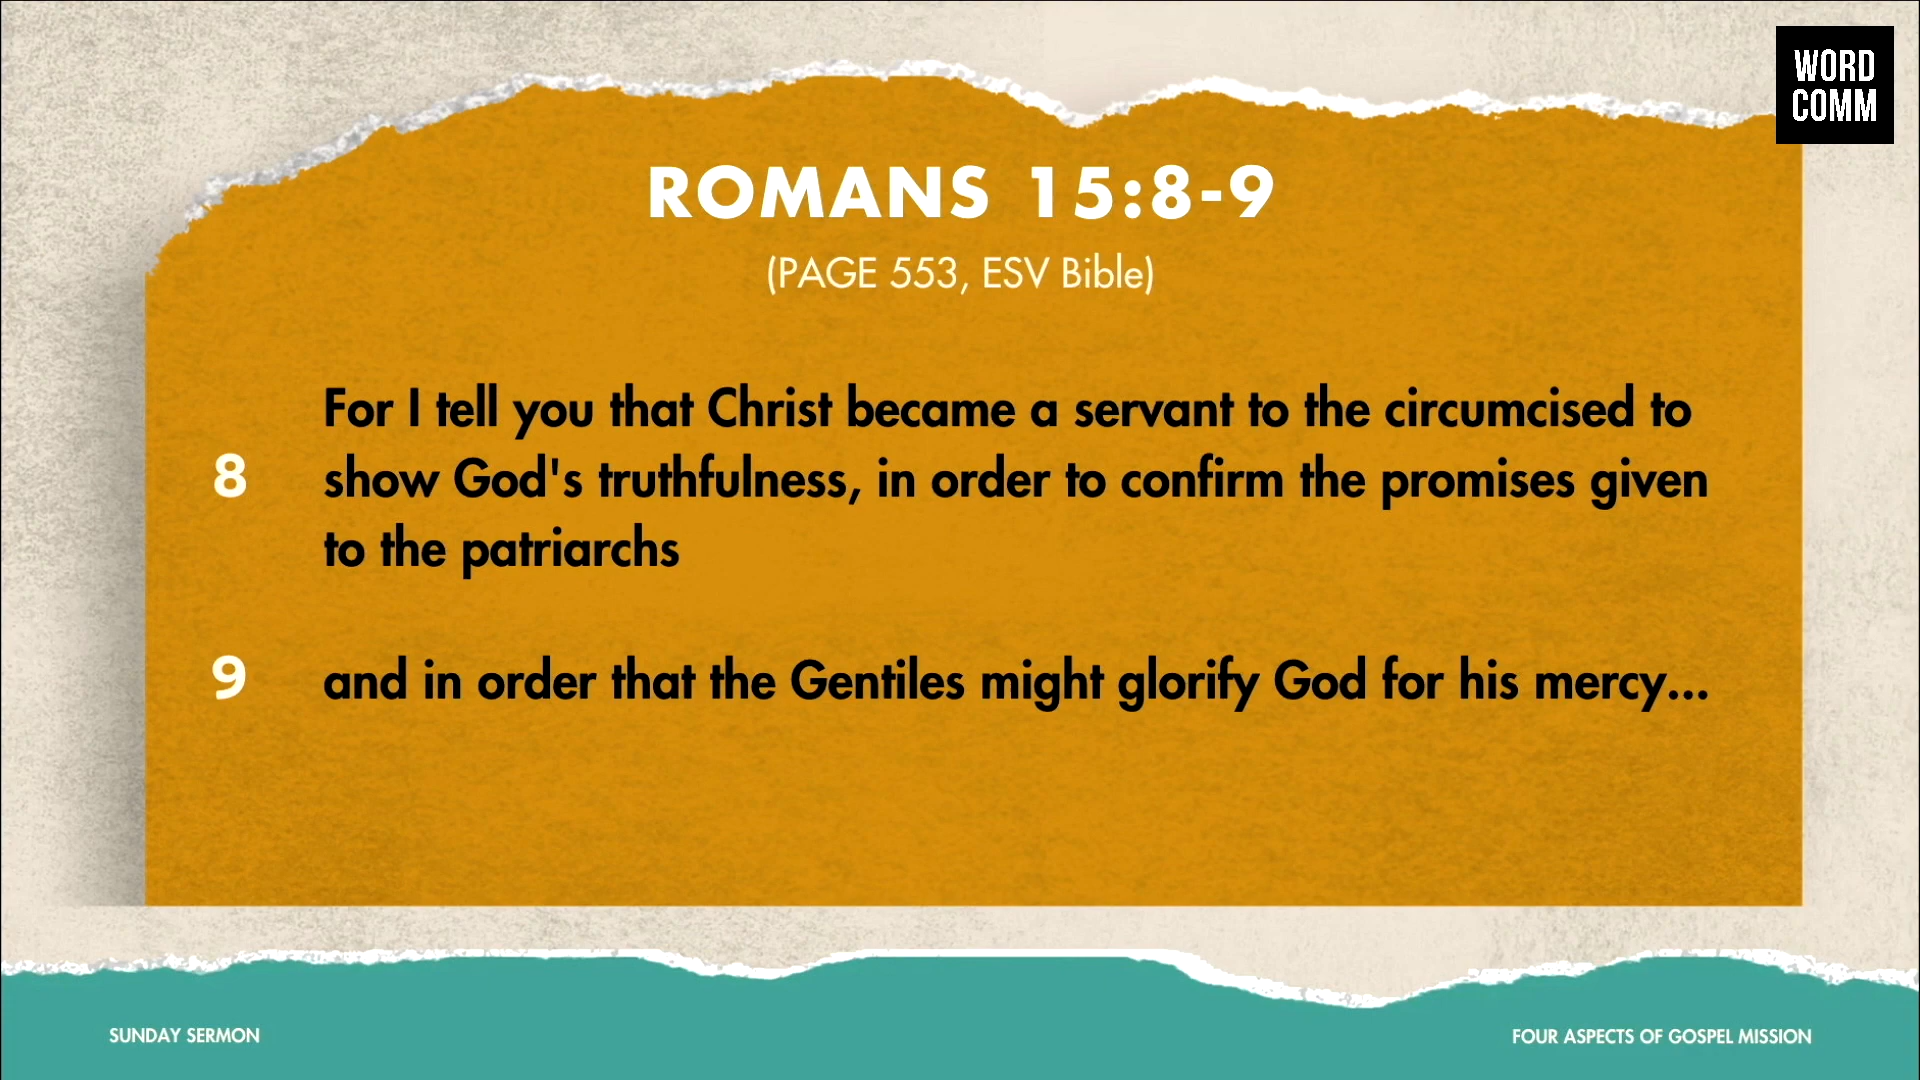 WORD
COMM
ROMANS 15:8-9
(PAGE 553, ESV Bible)
For I tell you that Christ became a servant to the circumcised to
8 show God's truthfulness, in order to confirm the promises given
to the patriarchs
9 and in order that the Gentiles might glorify God for his mercy...
SUNDAY SERMON
FOUR ASPECTS OF GOSPEL MISSION